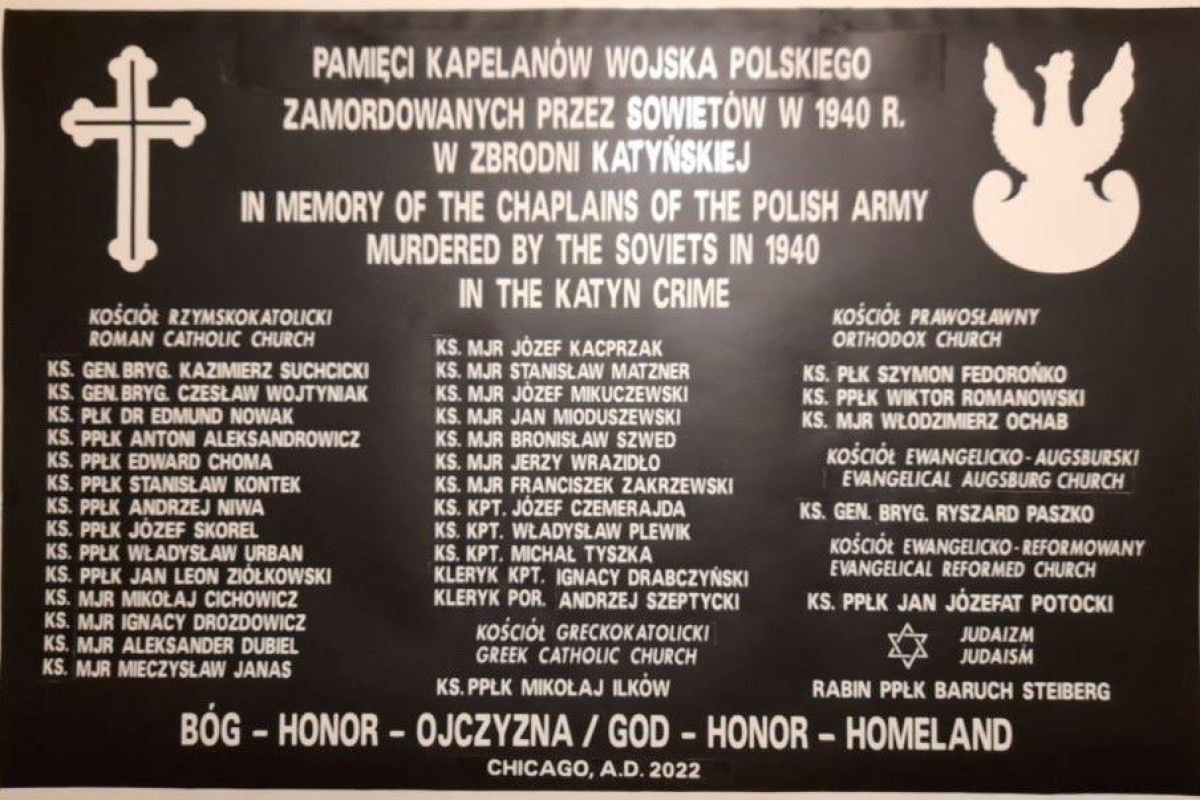 PAMIĘCI KAPELANÓW WOJSKA POLSKIEGO
ZAMORDOWANYCH PRZEZ SOWIETÓW W 1940 R.
W ZBRODNI KATYŃSKIEJ
IN MEMORY OF THE CHAPLAINS OF THE POLISH ARMY
MURDERED BY THE SOVIETS IN 1940
IN THE KATYN CRIME
KOŚCIÓŁ RZYMSKOKATOLICKI
ROMAN CATHOLIC CHURCH
KS. GEN.BRYG. KAZIMIERZ SUCHCICKI
KS. GEN.BRYG. CZESŁAW WOJTYNIAK
KS. PŁK DR EDMUND NOWAK
KS. PPŁK ANTONI ALEKSANDROWICZ
KS. PPŁK EDWARD CHOMA
KS. PPŁK STANISŁAW KONTEK
KS. PPŁK ANDRZEJ NIWA
KS. PPŁK JÓZEF SKOREL
KS. PPŁK WŁADYSŁAW URBAN
KS. PPŁK JAN LEON ZIÓŁKOWSKI
KS. MJR MIKOŁAJ CICHOWICZ
KS. MJR IGNACY DROZDOWICZ
KS. MJR ALEKSANDER DUBIEL
KS. MJR MIECZYSŁAW JANAS
KS. MJR JÓZEF KACPRZAK
KS. MJR STANISŁAW MATZNER
KS. MJR JÓZEF MIKUCZEWSKI
KS. MJR JAN MIODUSZEWSKI
KS. MJR BRONISŁAW SZWED
KS. MJR JERZY WRAZIDŁO
KS. MJR FRANCISZEK ZAKRZEWSKI
KS. KPT. JÓZEF CZEMERAJDA
KS. KPT. WŁADYSŁAW PLEWIK
KS. KPT. MICHAŁ TYSZKA
KLERYK KPT. IGNACY DRABCZYŃSKI
KLERYK POR. ANDRZEJ SZEPTYCKI
KOŚCIÓŁ GRECKOKATOLICKI
GREEK CATHOLIC CHURCH
KS. PPŁK MIKOŁAJ ILKÓW
KOŚCIÓŁ PRAWOSŁAWNY
ORTHODOX CHURCH
KS. PŁK SZYMON FEDOROŃKO
KS. PPŁK WIKTOR ROMANOWSKI
KS. MJR WŁODZIMIERZ OCHAB
KOŚCIÓŁ EWANGELICKO-AUGSBURSKI
EVANGELICAL AUGSBURG CHURCH
KS. GEN. BRYG. RYSZARD PASZKO
KOŚCIÓŁ EWANGELICKO-REFORMOWANY
EVANGELICAL REFORMED CHURCH
KS. PPŁK JAN JÓZEFAT POTOCKI
JUDAIZM
JUDAISM
RABIN PPŁK BARUCH STEIBERG
BÓG – HONOR – OJCZYZNA / GOD – HONOR – HOMELAND
CHICAGO, A.D. 2022